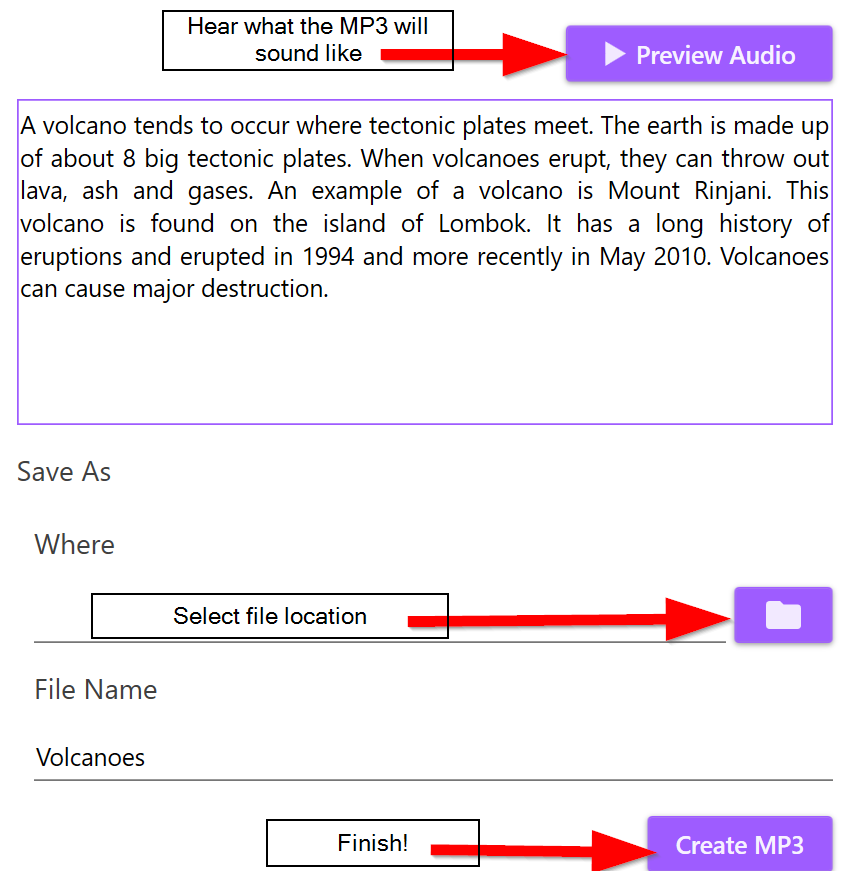 Hear what the MP3 will
sound like
Preview Audio
A volcano tends to occur where tectonic plates meet. The earth is made up
of about 8 big tectonic plates. When volcanoes erupt, they can throw out
lava, ash and gases. An example of a volcano is Mount Rinjani. This
volcano is found on the island of Lombok. It has a long history of
eruptions and erupted in 1994 and more recently in May 2010. Volcanoes
can cause major destruction.
Save As
Where
Select file location
File Name
Volcanoes
Finish!
Create MP3